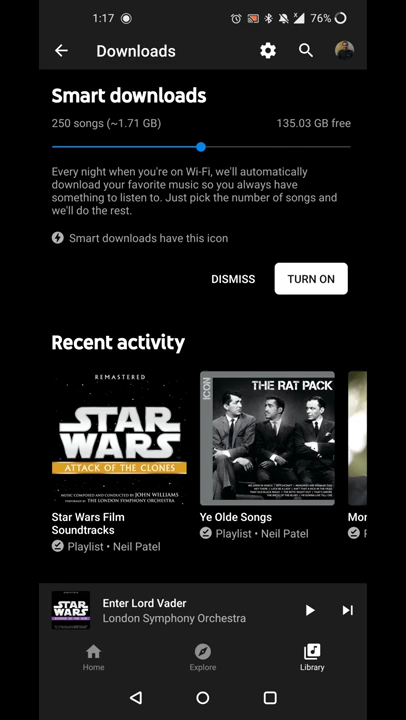 1:17
76%
Downloads
Smart downloads
250 songs (~1.71 GB)
135.03 GB free
Every night when you're on Wi-Fi, we'll automatically
download your favorite music so you always have
something to listen to. Just pick the number of songs and
we'll do the rest.
Smart downloads have this icon
DISMISS
TURN ON
Recent activity
REMASTERED
STAR
WARS
ATTACK OF THE CLONES
MUSIC COMPOSED AND CONDUCTED BY JOHN WILLIAMS
PERFORMED BY THE LONDON SYMPHONY ORCHESTRA
ICON
THE RAT PACK
Star Wars Film
Soundtracks
Playlist • Neil Patel
Ye Olde Songs
Playlist • Neil Patel
Mor
STAR
WARS
Enter Lord Vader
London Symphony Orchestra
Home
Explore
Library